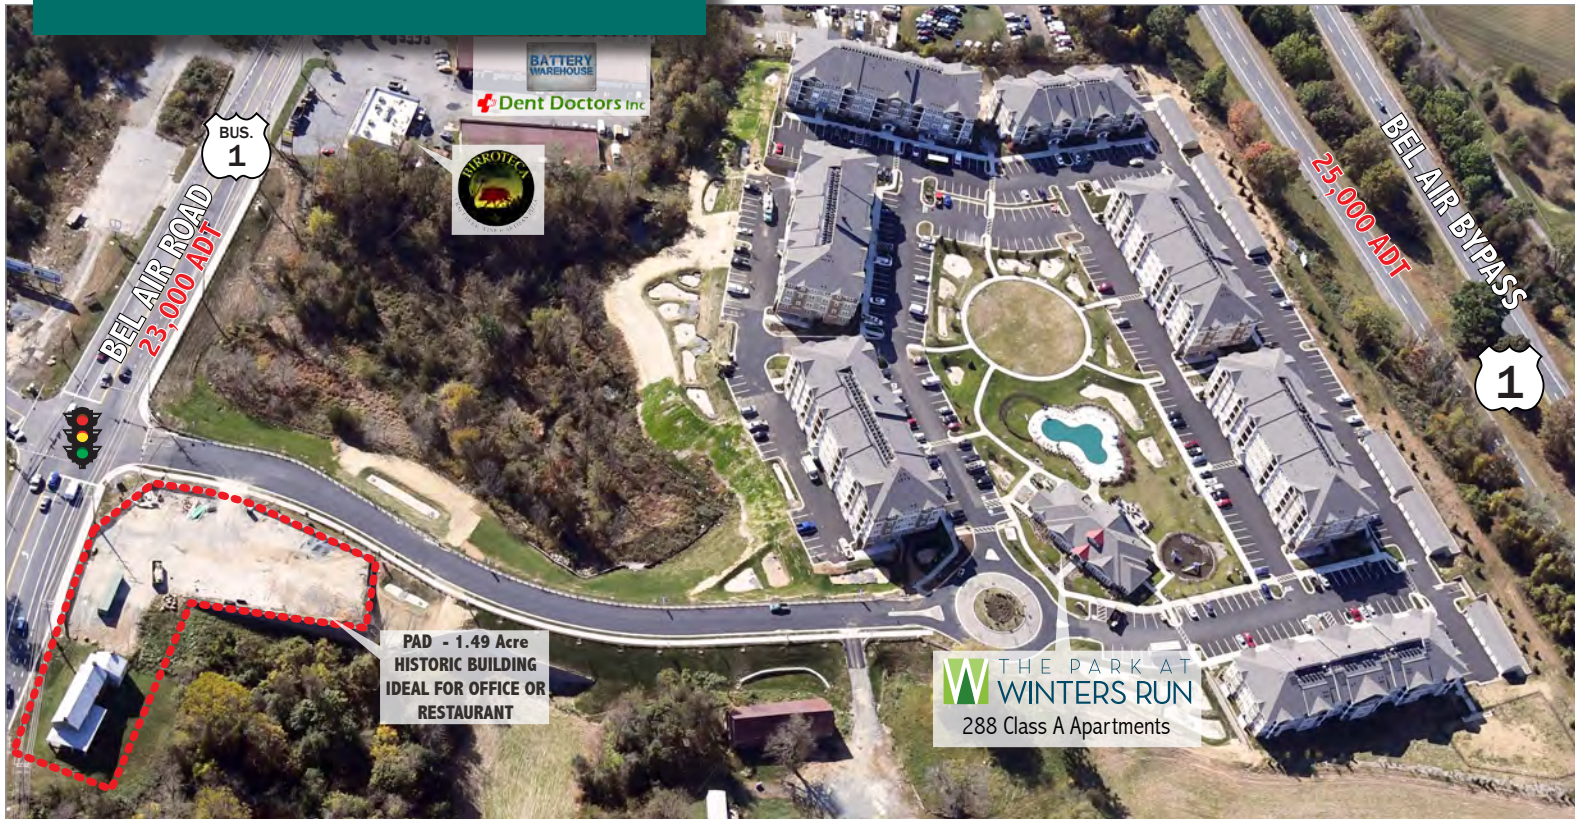 BATTERY
WAREHOUSE
Dent Doctors Inc
BUS.
1
BIRROTECA
BEL AIR ROAD
23,000 ADT
BEL AIR BYPASS
25,000 ADT
1
PAD - 1.49 Acre
HISTORIC BUILDING
IDEAL FOR OFFICE OR
RESTAURANT
THE PARK AT
WINTERS RUN
288 Class A Apartments